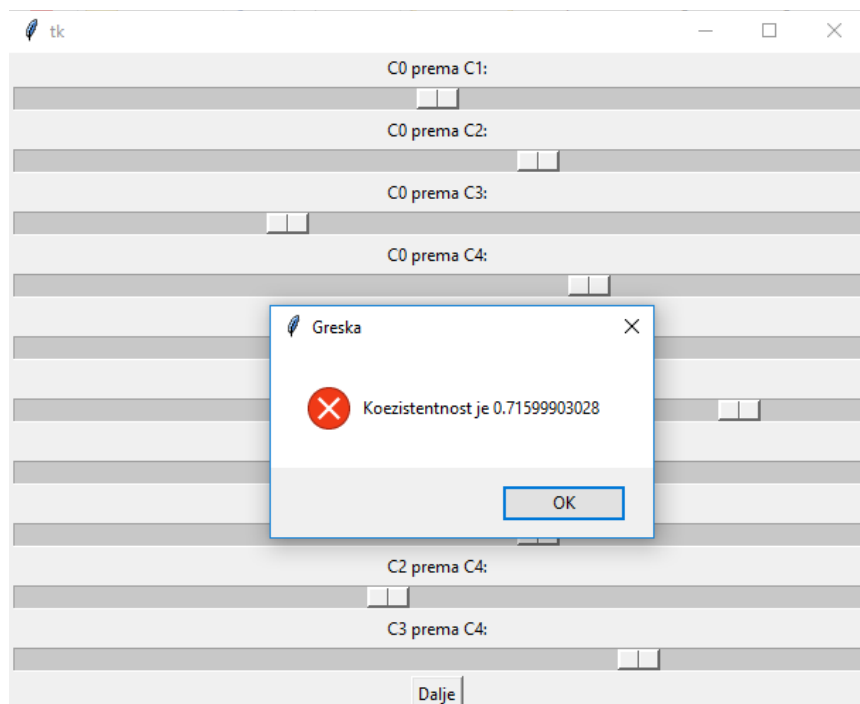 tk
C0 prema C1:
C0 prema C2:
C0 prema C3:
C0 prema C4:
Greska
Koezistentnost je 0.71599903028
OK
C2 prema C4:
C3 prema C4:
Dalje